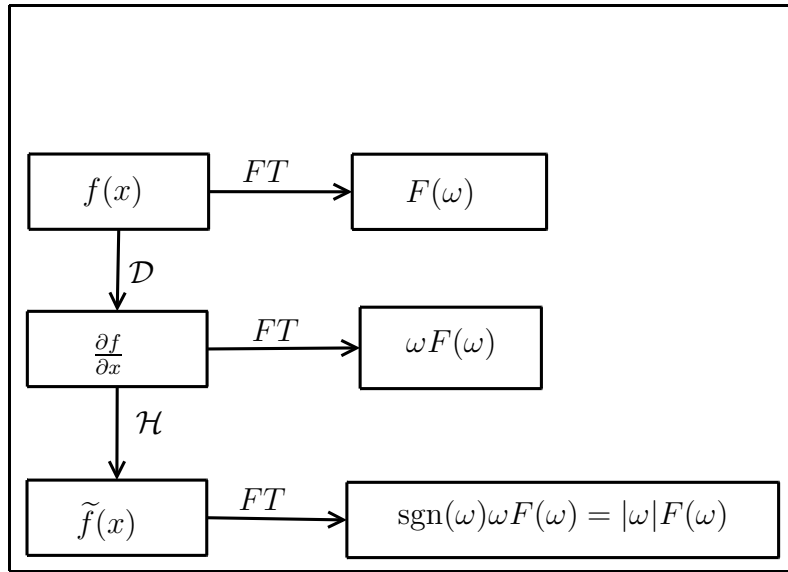 f(x) FT F(ω)
𝒟
∂f/∂x FT ωF(ω)
ℋ
f̃(x) FT sgn(ω)ωF(ω) = |ω|F(ω)